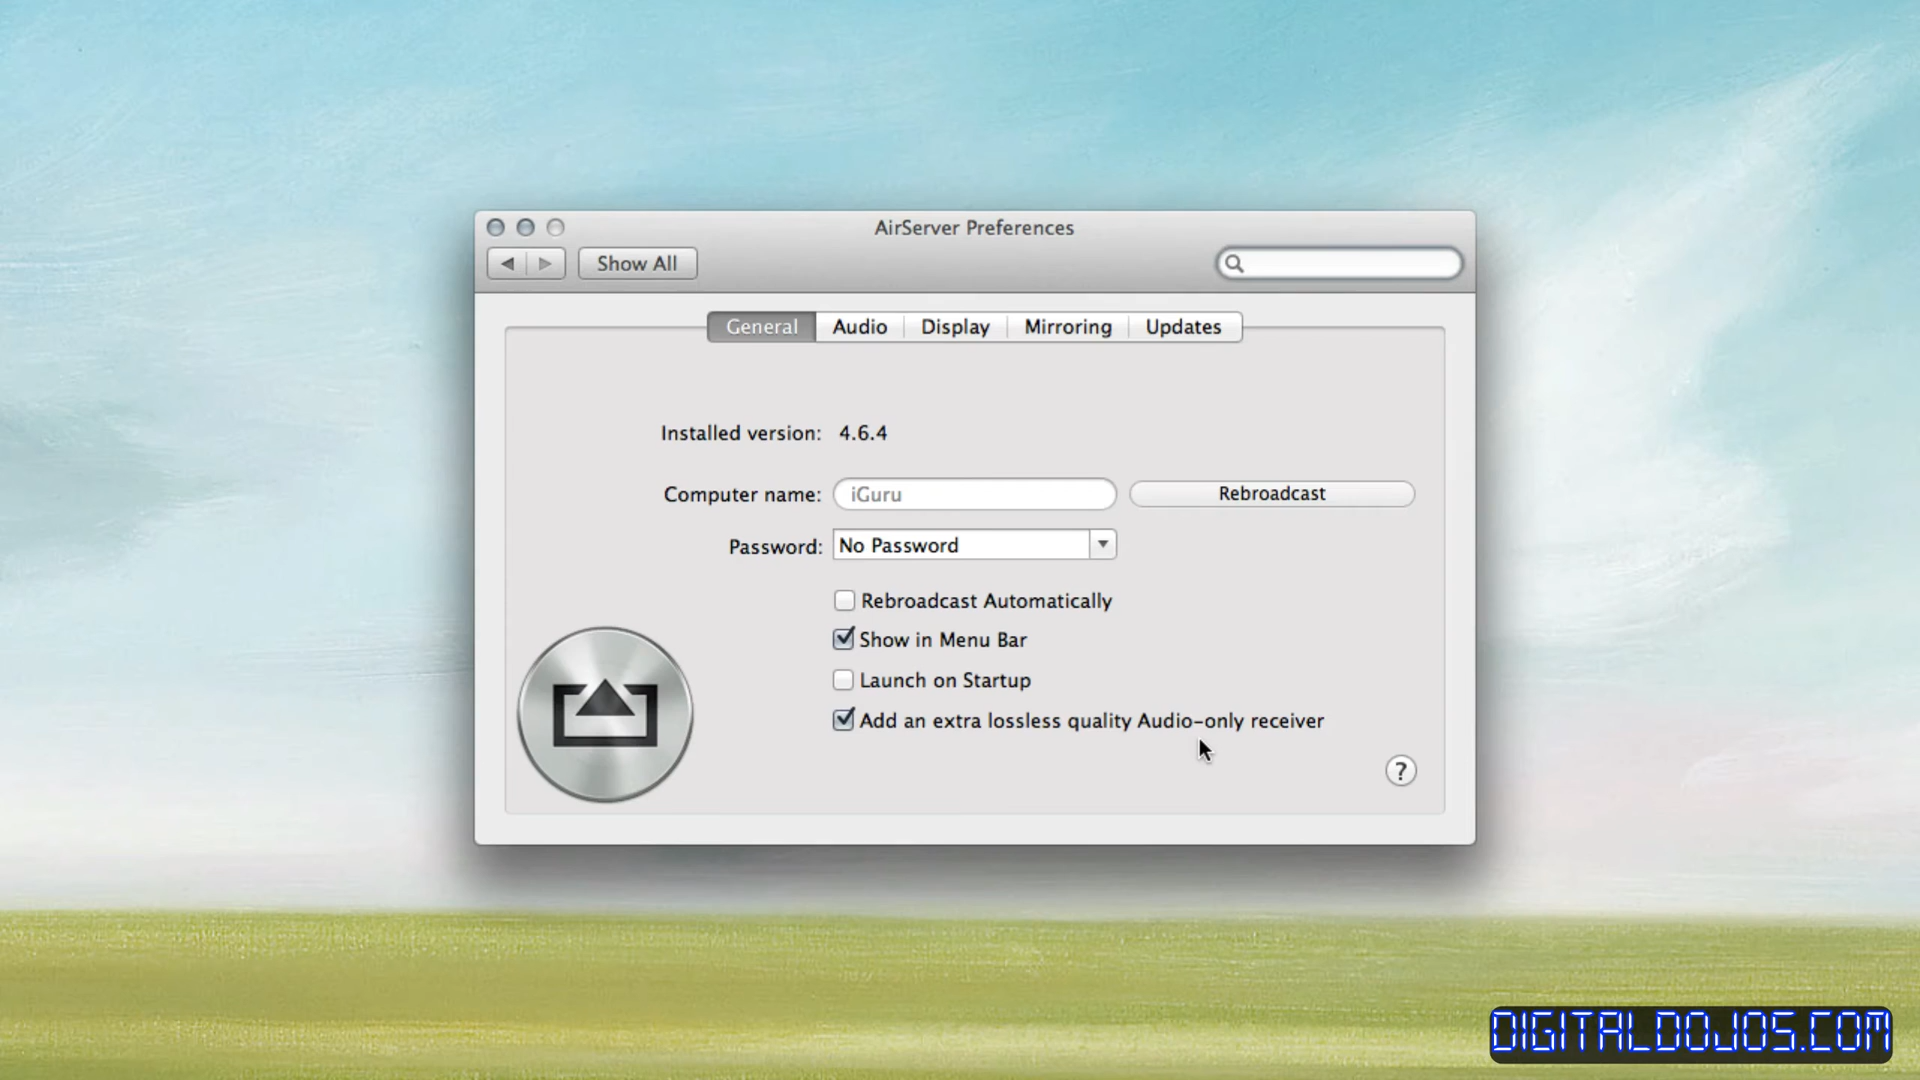 AirServer Preferences
Show All
General Audio Display Mirroring Updates
Installed version: 4.6.4
Computer name: iGuru Rebroadcast
Password: No Password
Rebroadcast Automatically
Show in Menu Bar
Launch on Startup
Add an extra lossless quality Audio-only receiver
?
DIGITALDOJOS.COM